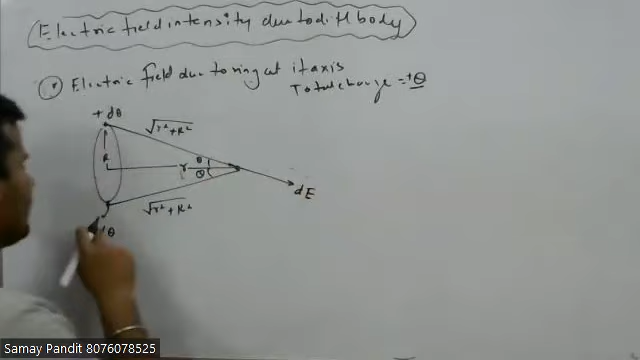 Electric field intensity due to diff body
① Electric field due to ring at it axis
Total charge = +Q
+dQ
√r²+R²
R
r
θ
θ
dE
√r²+R²
Samay Pandit 8076078525